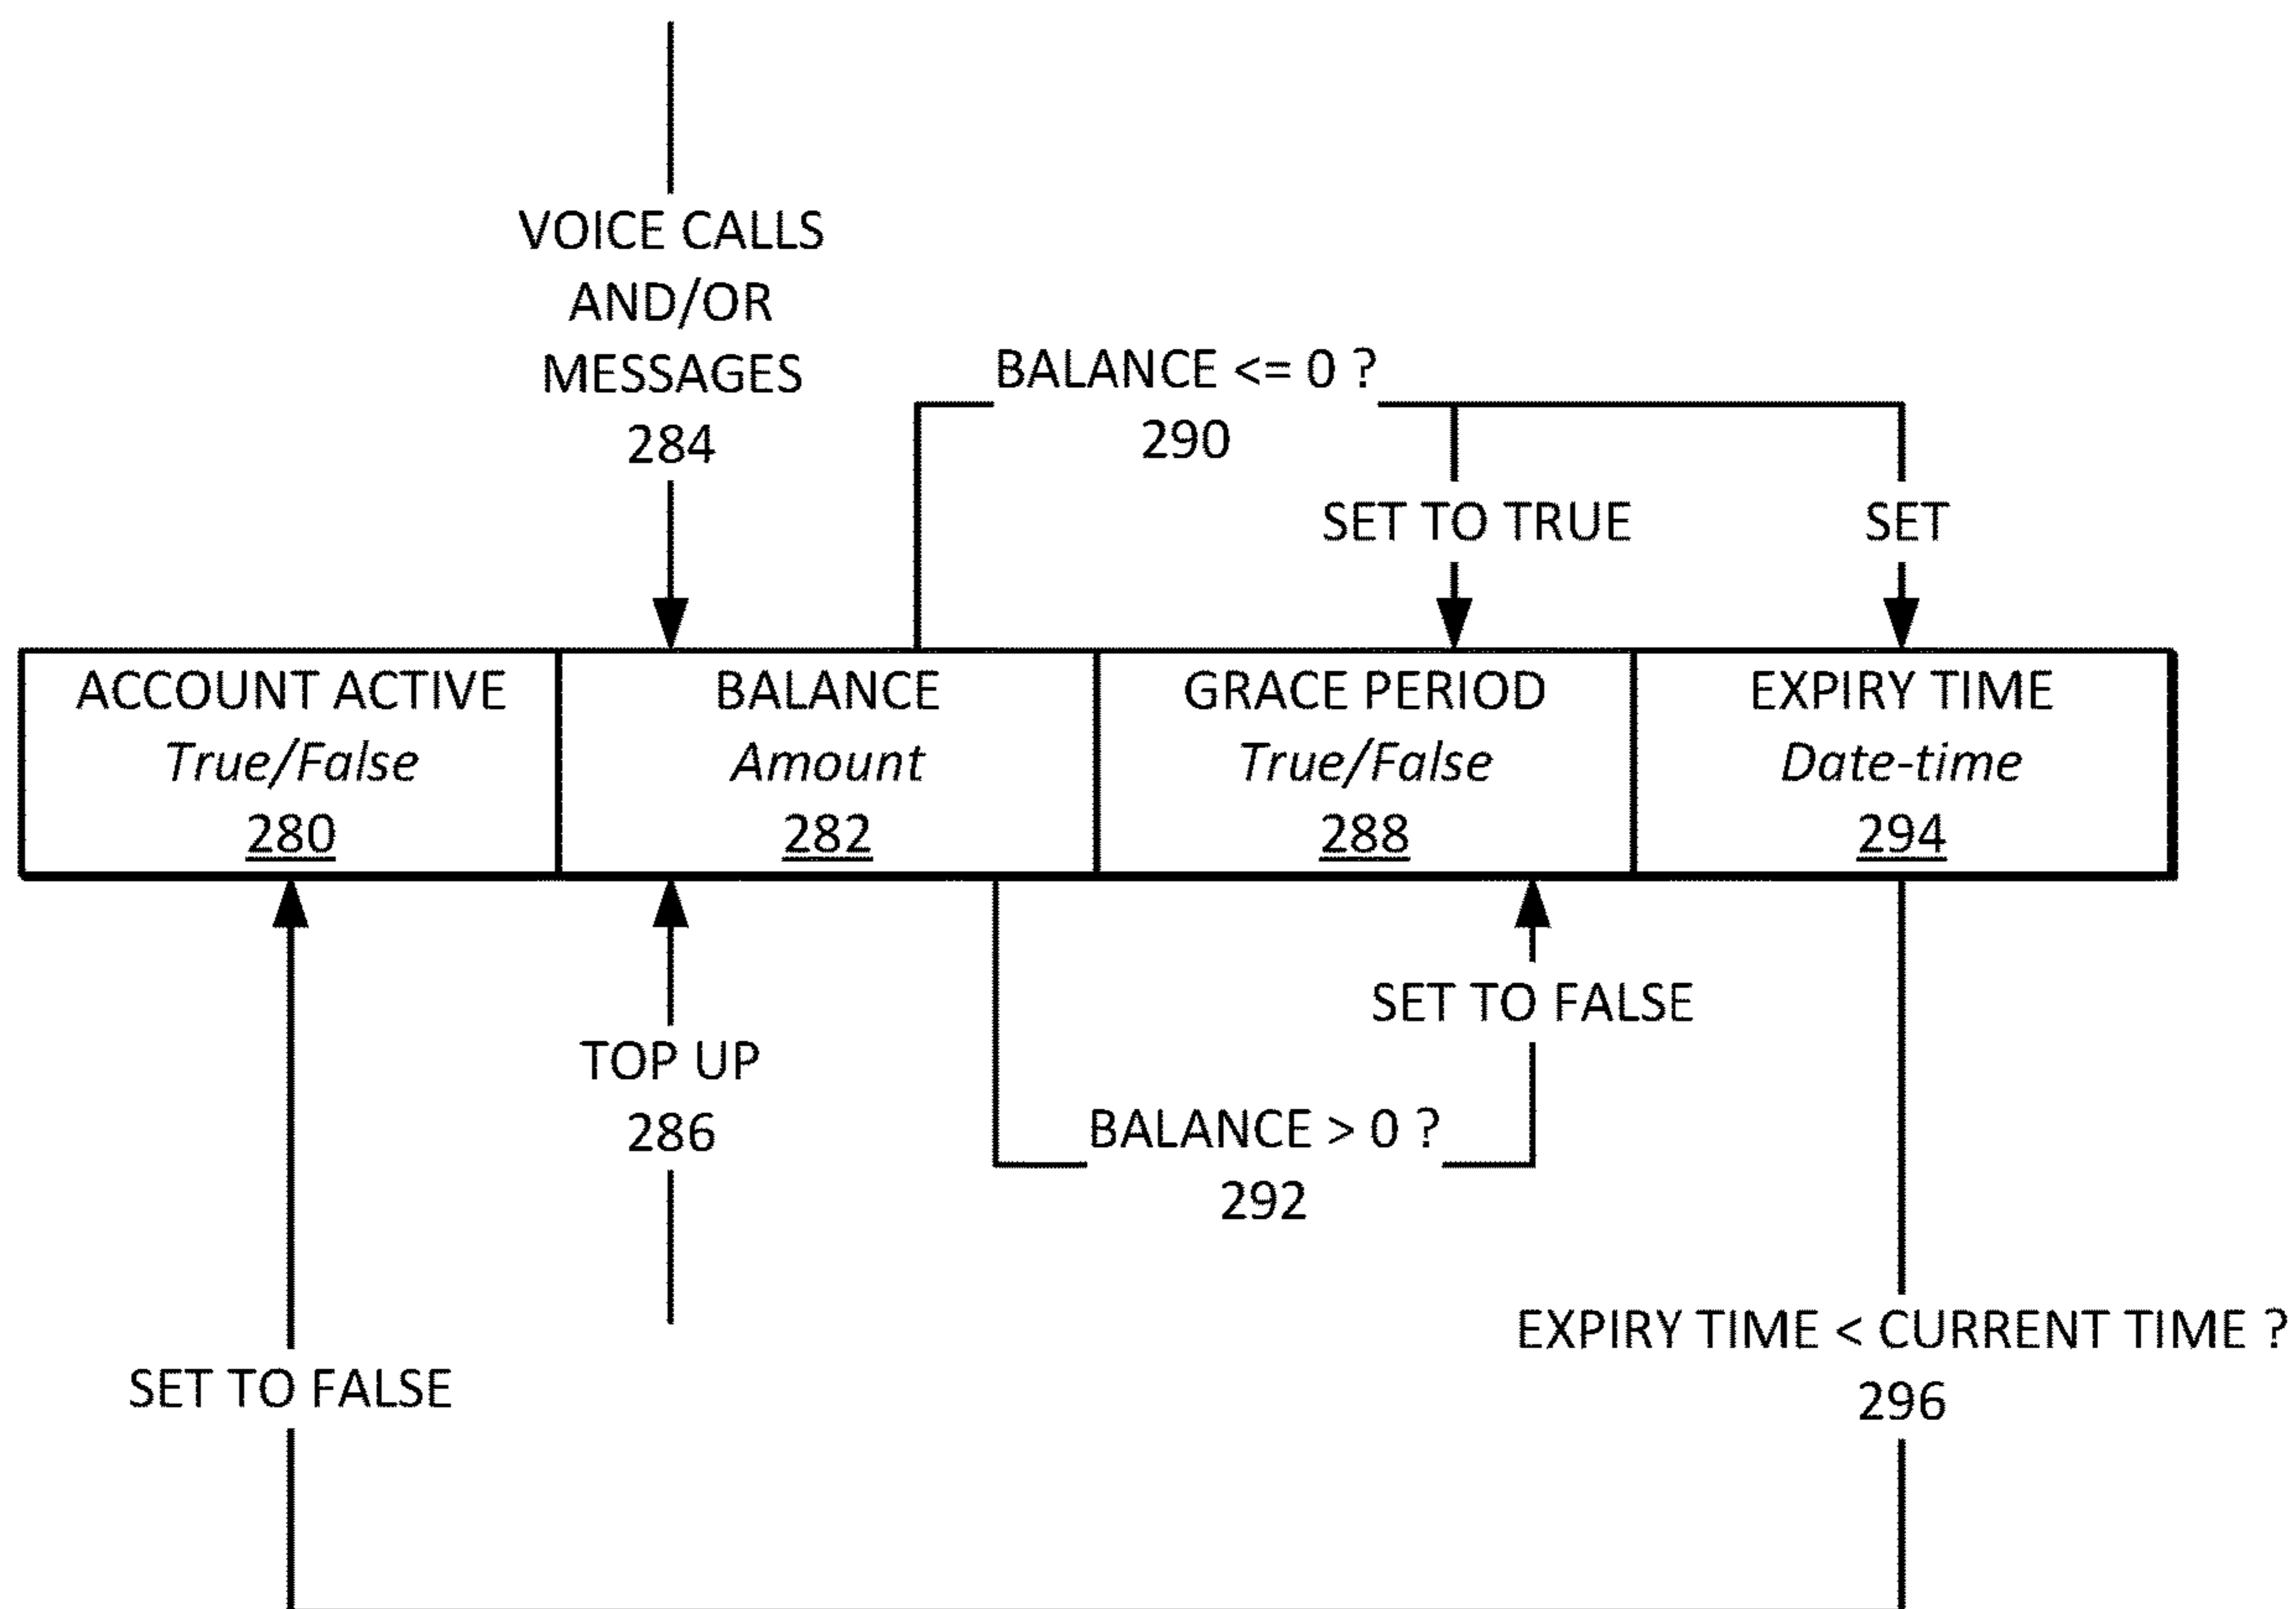 VOICE CALLS
AND/OR
MESSAGES
284
BALANCE <= 0 ?
290
SET TO TRUE
SET
ACCOUNT ACTIVE
True/False
280
BALANCE
Amount
282
GRACE PERIOD
True/False
288
EXPIRY TIME
Date-time
294
SET TO FALSE
TOP UP
286
BALANCE > 0 ?
292
EXPIRY TIME < CURRENT TIME ?
296
SET TO FALSE